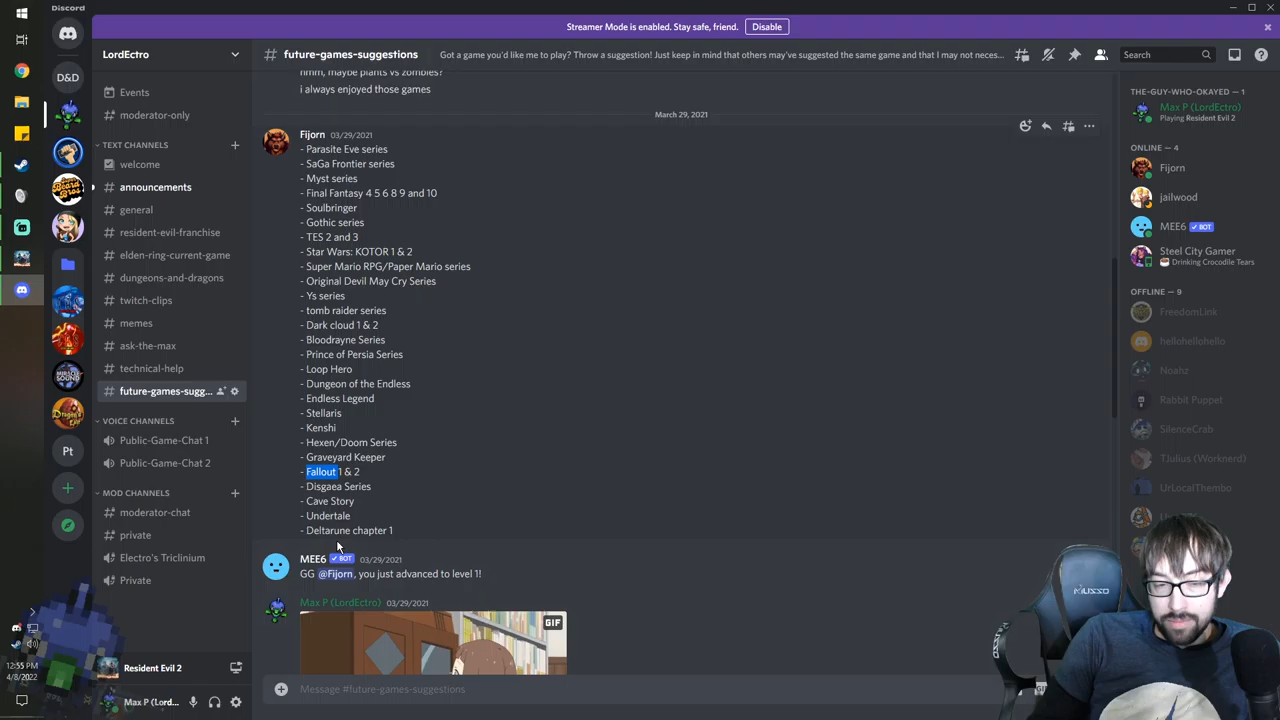 Discord
Streamer Mode is enabled. Stay safe, friend.
Disable
LordEctro
future-games-suggestions
Got a game you'd like me to play? Throw a suggestion! Just keep in mind that others may've suggested the same game and that I may not neces...
Search
D&D
Events
moderator-only
TEXT CHANNELS
welcome
announcements
general
resident-evil-franchise
elden-ring-current-game
dungeons-and-dragons
twitch-clips
memes
ask-the-max
technical-help
future-games-sugg...
VOICE CHANNELS
Public-Game-Chat 1
Public-Game-Chat 2
MOD CHANNELS
moderator-chat
private
Electro's Triclinium
Private
Pt
hmm, maybe plants vs zombies?
i always enjoyed those games
March 29, 2021
Fijorn 03/29/2021
- Parasite Eve series
- SaGa Frontier series
- Myst series
- Final Fantasy 4 5 6 8 9 and 10
- Soulbringer
- Gothic series
- TES 2 and 3
- Star Wars: KOTOR 1 & 2
- Super Mario RPG/Paper Mario series
- Original Devil May Cry Series
- Ys series
- tomb raider series
- Dark cloud 1 & 2
- Bloodrayne Series
- Prince of Persia Series
- Loop Hero
- Dungeon of the Endless
- Endless Legend
- Stellaris
- Kenshi
- Hexen/Doom Series
- Graveyard Keeper
- Fallout 1 & 2
- Disgaea Series
- Cave Story
- Undertale
- Deltarune chapter 1
MEE6 BOT 03/29/2021
GG @Fijorn, you just advanced to level 1!
Max P (LordEctro) 03/29/2021
GIF
Message #future-games-suggestions
THE-GUY-WHO-OKAYED — 1
Max P (LordEctro)
Playing Resident Evil 2
ONLINE — 4
Fijorn
jailwood
MEE6 BOT
Steel City Gamer
Drinking Crocodile Tears
OFFLINE — 9
FreedomLink
hellohellohello
Noahz
Rabbit Puppet
SilenceCrab
TJulius (Wordnerd)
UrLocalThembo
Resident Evil 2
Max P (Lord...
12:55 PM
4/8/2022